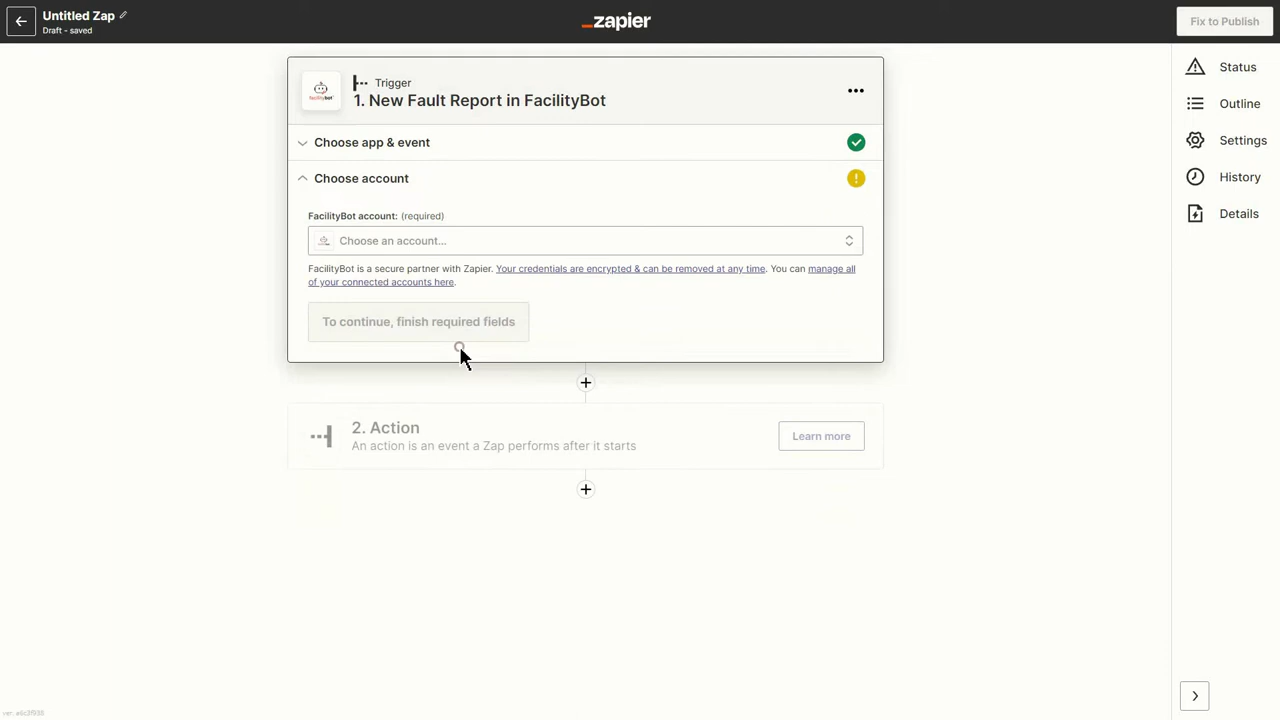 Untitled Zap
Draft - saved
_zapier
Fix to Publish
Trigger
1. New Fault Report in FacilityBot
Choose app & event
Choose account
FacilityBot account: (required)
Choose an account...
FacilityBot is a secure partner with Zapier. Your credentials are encrypted & can be removed at any time. You can manage all
of your connected accounts here.
To continue, finish required fields
2. Action
An action is an event a Zap performs after it starts
Learn more
Status
Outline
Settings
History
Details